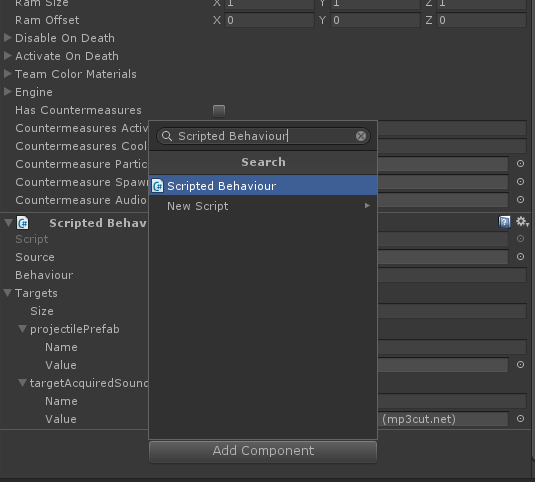 Ram Size X 1 Y 1 Z 1
Ram Offset X 0 Y 0 Z 0
Disable On Death
Activate On Death
Team Color Materials
Engine
Has Countermeasures
Countermeasures Activ
Countermeasures Cool
Countermeasure Partic
Countermeasure Spawn
Countermeasure Audio
Scripted Behaviour
Search
Scripted Behaviour
New Script
Scripted Behav
Script
Source
Behaviour
Targets
Size
projectilePrefab
Name
Value
targetAcquiredSound
Name
Value (mp3cut.net)
Add Component